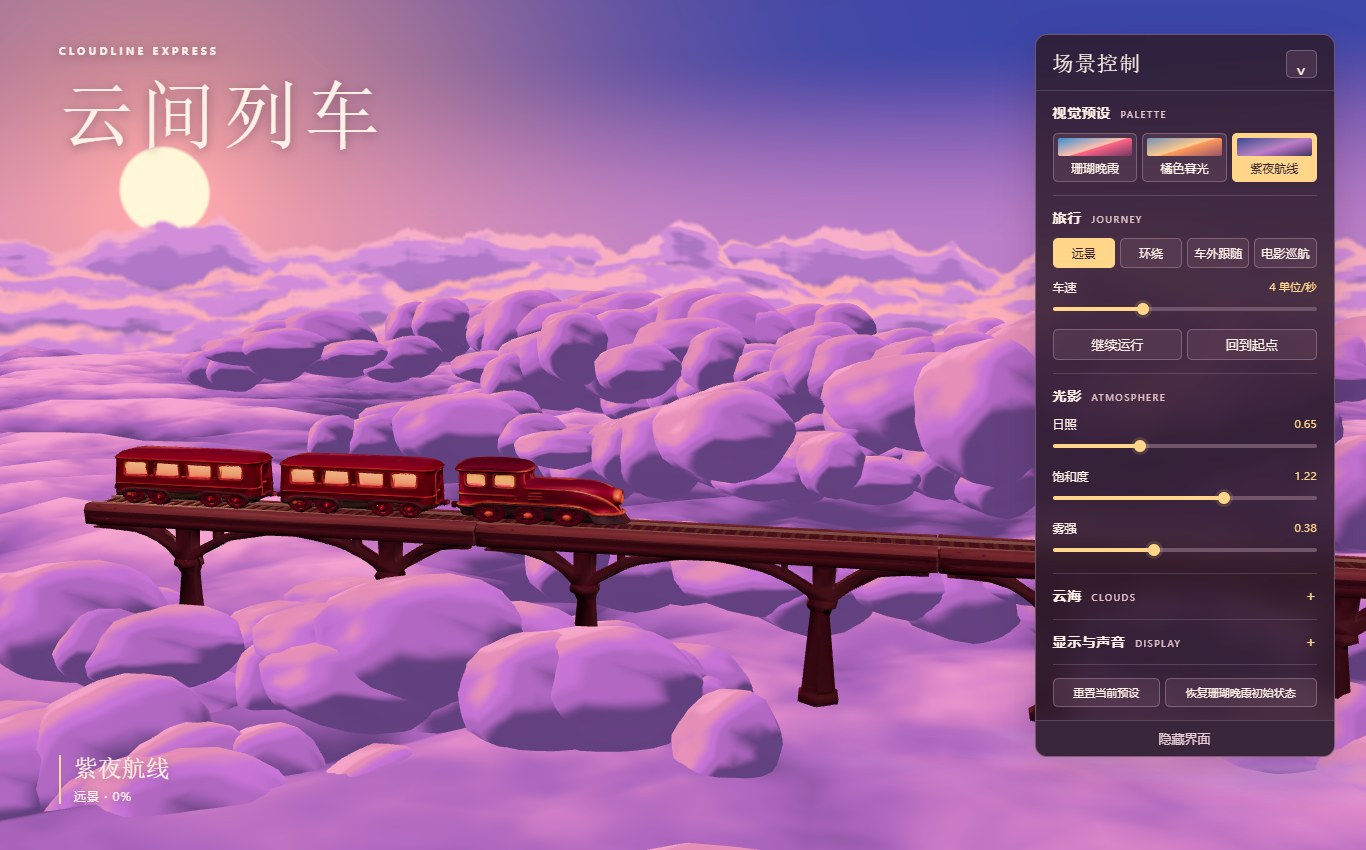 CLOUDLINE EXPRESS
云间列车
场景控制
视觉预设 PALETTE
珊瑚晚霞 橘色暮光 紫夜航线
旅行 JOURNEY
远景 环绕 车外跟随 电影巡航
车速 4 单位/秒
继续运行 回到起点
光影 ATMOSPHERE
日照 0.65
饱和度 1.22
雾强 0.38
云海 CLOUDS +
显示与声音 DISPLAY +
重置当前预设 恢复珊瑚晚霞初始状态
隐藏界面
紫夜航线
远景 · 0%